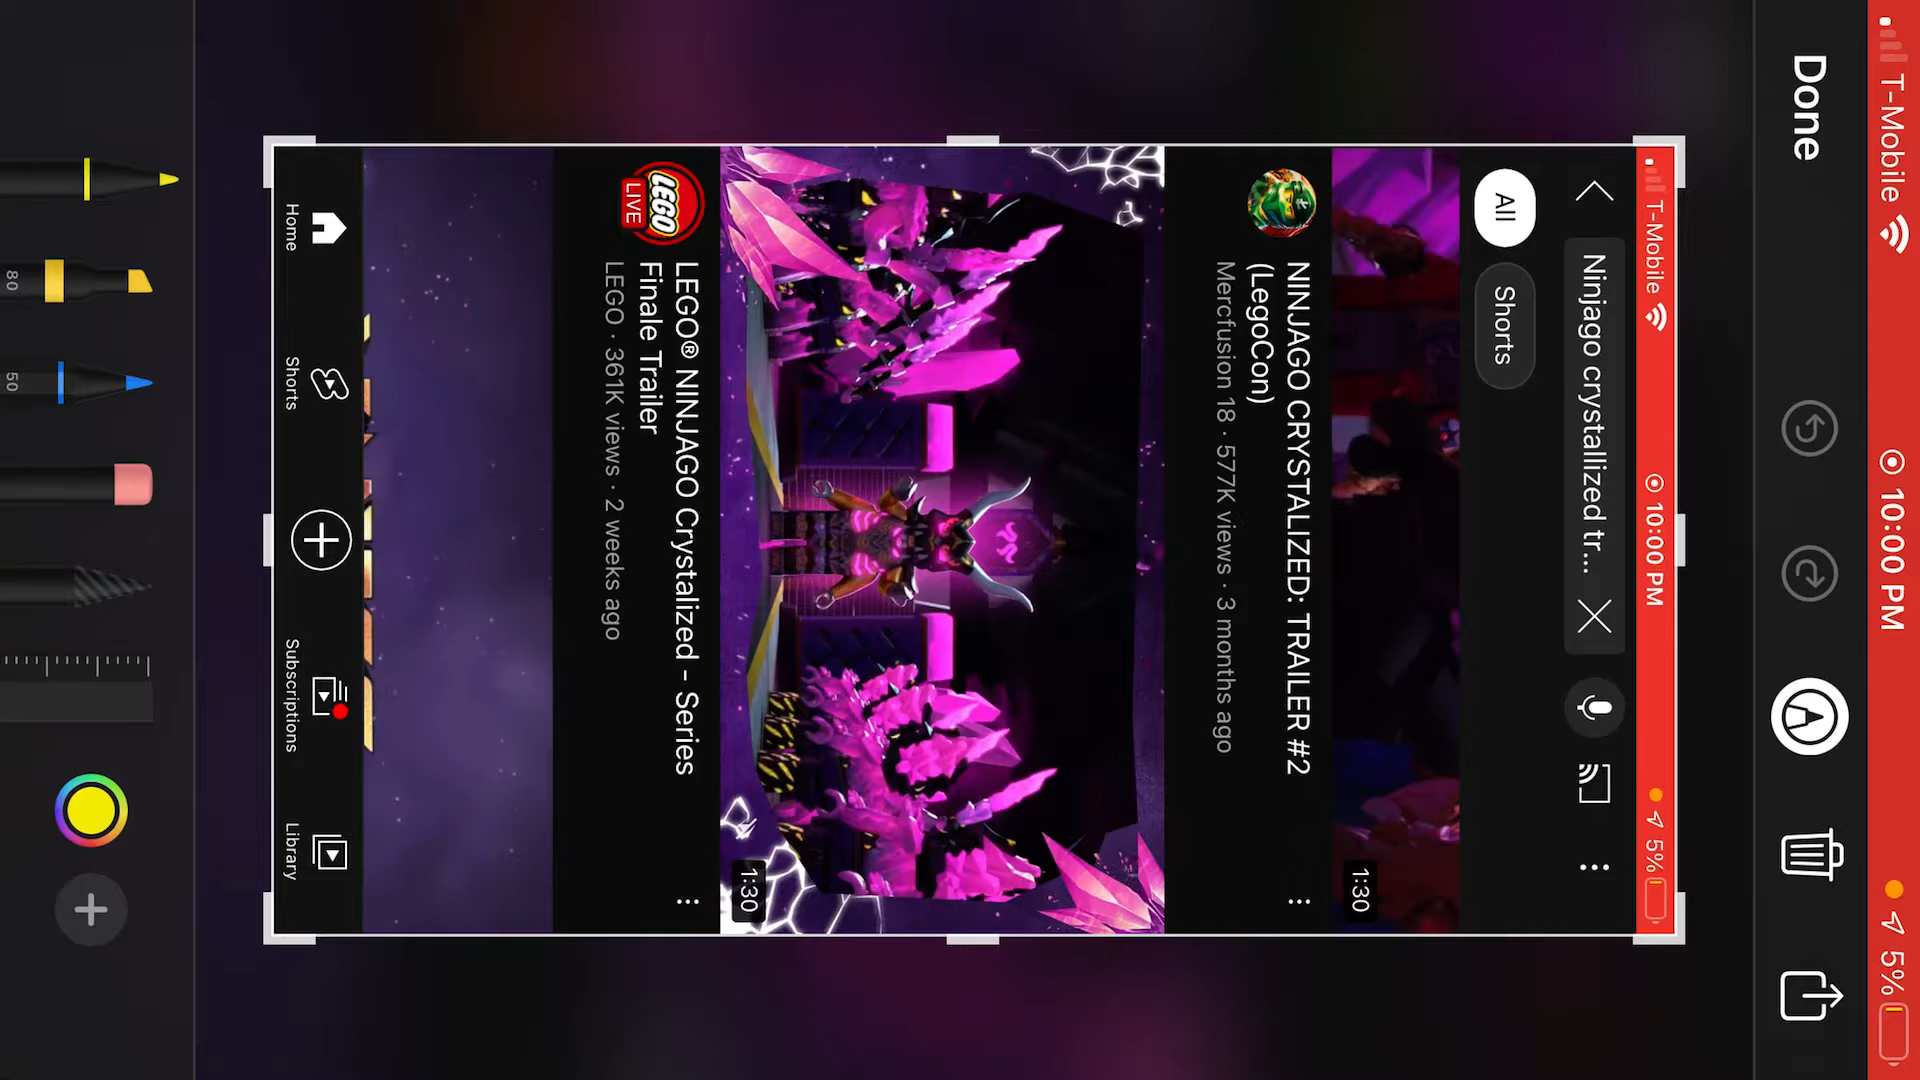 T-Mobile 10:00 PM 5%
Done
T-Mobile 10:00 PM 5%
Ninjago crystallized tr...
All Shorts
1:30
NINJAGO CRYSTALIZED: TRAILER #2
(LegoCon)
Mercfusion 18 · 577K views · 3 months ago
1:30
LEGO
LIVE
LEGO® NINJAGO Crystalized - Series
Finale Trailer
LEGO · 361K views · 2 weeks ago
Home Shorts Subscriptions Library
80 50